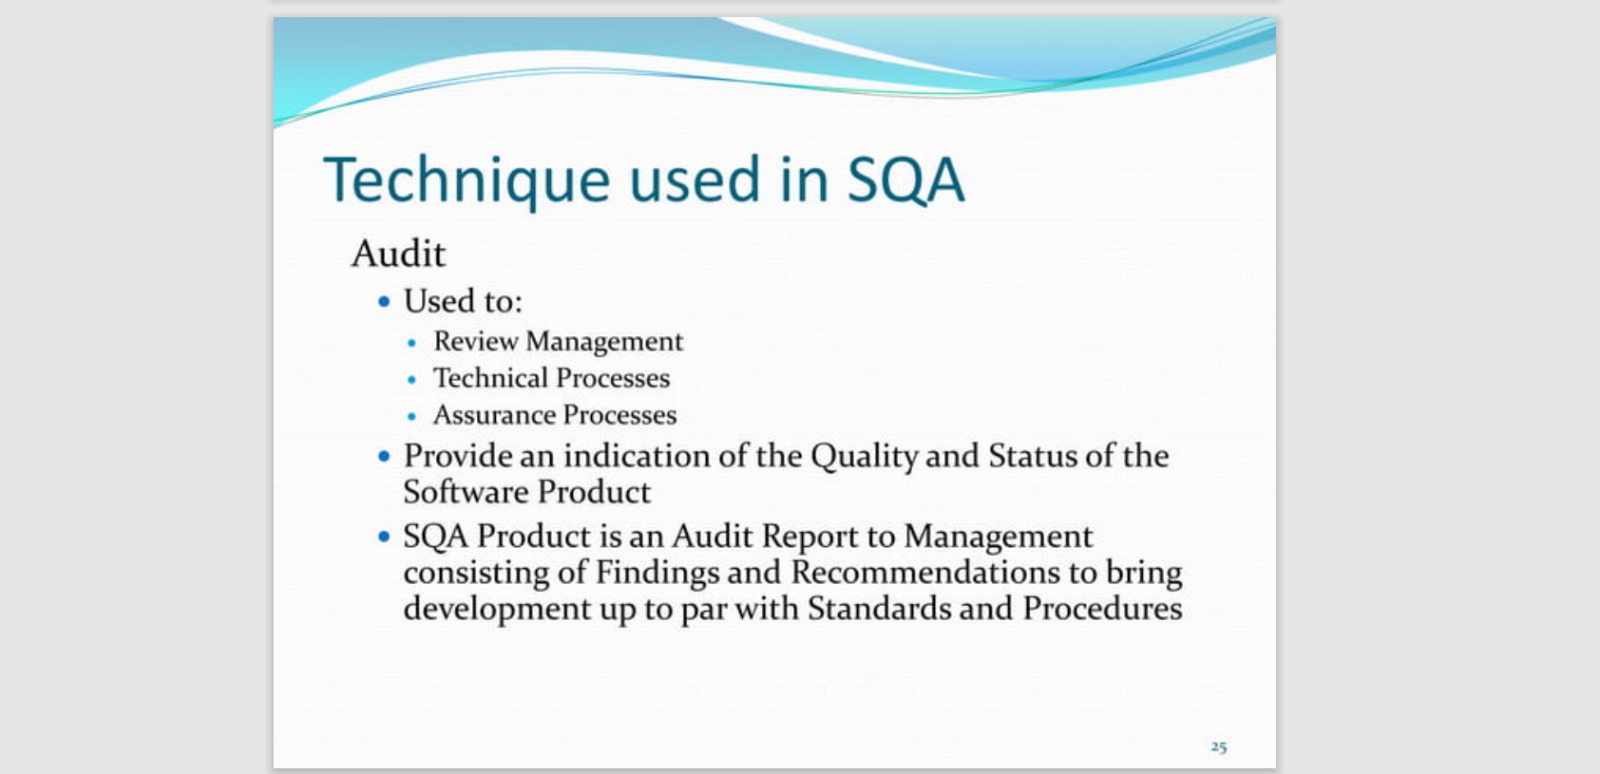 Technique used in SQA
Audit
Used to:
Review Management
Technical Processes
Assurance Processes
Provide an indication of the Quality and Status of the
Software Product
SQA Product is an Audit Report to Management
consisting of Findings and Recommendations to bring
development up to par with Standards and Procedures
25